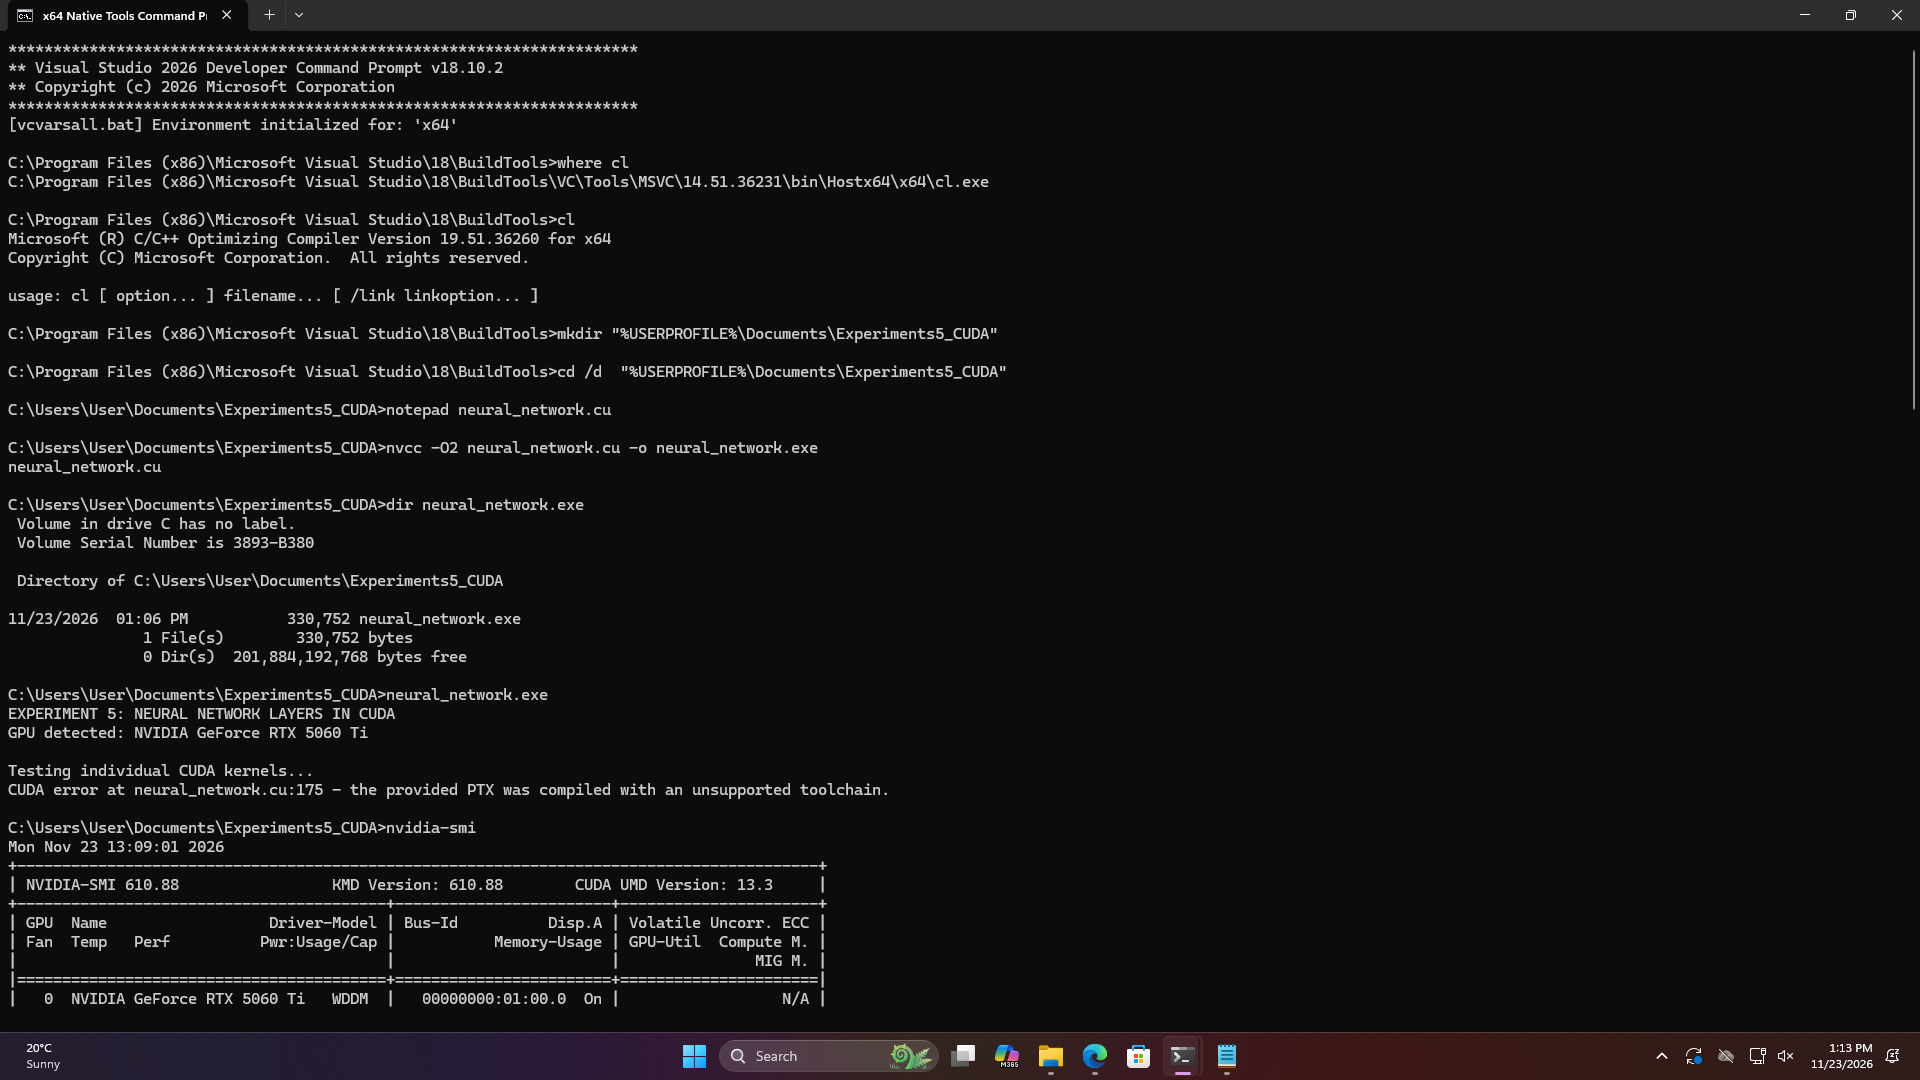 x64 Native Tools Command P
**********************************************************************
** Visual Studio 2026 Developer Command Prompt v18.10.2
** Copyright (c) 2026 Microsoft Corporation
**********************************************************************
[vcvarsall.bat] Environment initialized for: 'x64'
C:\Program Files (x86)\Microsoft Visual Studio\18\BuildTools>where cl
C:\Program Files (x86)\Microsoft Visual Studio\18\BuildTools\VC\Tools\MSVC\14.51.36231\bin\Hostx64\x64\cl.exe
C:\Program Files (x86)\Microsoft Visual Studio\18\BuildTools>cl
Microsoft (R) C/C++ Optimizing Compiler Version 19.51.36260 for x64
Copyright (C) Microsoft Corporation.  All rights reserved.
usage: cl [ option... ] filename... [ /link linkoption... ]
C:\Program Files (x86)\Microsoft Visual Studio\18\BuildTools>mkdir "%USERPROFILE%\Documents\Experiments5_CUDA"
C:\Program Files (x86)\Microsoft Visual Studio\18\BuildTools>cd /d  "%USERPROFILE%\Documents\Experiments5_CUDA"
C:\Users\User\Documents\Experiments5_CUDA>notepad neural_network.cu
C:\Users\User\Documents\Experiments5_CUDA>nvcc -O2 neural_network.cu -o neural_network.exe
neural_network.cu
C:\Users\User\Documents\Experiments5_CUDA>dir neural_network.exe
 Volume in drive C has no label.
 Volume Serial Number is 3893-B380
 Directory of C:\Users\User\Documents\Experiments5_CUDA
11/23/2026  01:06 PM           330,752 neural_network.exe
               1 File(s)        330,752 bytes
               0 Dir(s)  201,884,192,768 bytes free
C:\Users\User\Documents\Experiments5_CUDA>neural_network.exe
EXPERIMENT 5: NEURAL NETWORK LAYERS IN CUDA
GPU detected: NVIDIA GeForce RTX 5060 Ti
Testing individual CUDA kernels...
CUDA error at neural_network.cu:175 - the provided PTX was compiled with an unsupported toolchain.
C:\Users\User\Documents\Experiments5_CUDA>nvidia-smi
Mon Nov 23 13:09:01 2026
+-----------------------------------------------------------------------------------------+
| NVIDIA-SMI 610.88                 KMD Version: 610.88        CUDA UMD Version: 13.3     |
+-----------------------------------------+------------------------+----------------------+
| GPU  Name                  Driver-Model | Bus-Id          Disp.A | Volatile Uncorr. ECC |
| Fan  Temp   Perf          Pwr:Usage/Cap |           Memory-Usage | GPU-Util  Compute M. |
|                                         |                        |               MIG M. |
|=========================================+========================+======================|
|   0  NVIDIA GeForce RTX 5060 Ti   WDDM  |   00000000:01:00.0  On |                  N/A |
20°C
Sunny
Search
M365
1:13 PM
11/23/2026